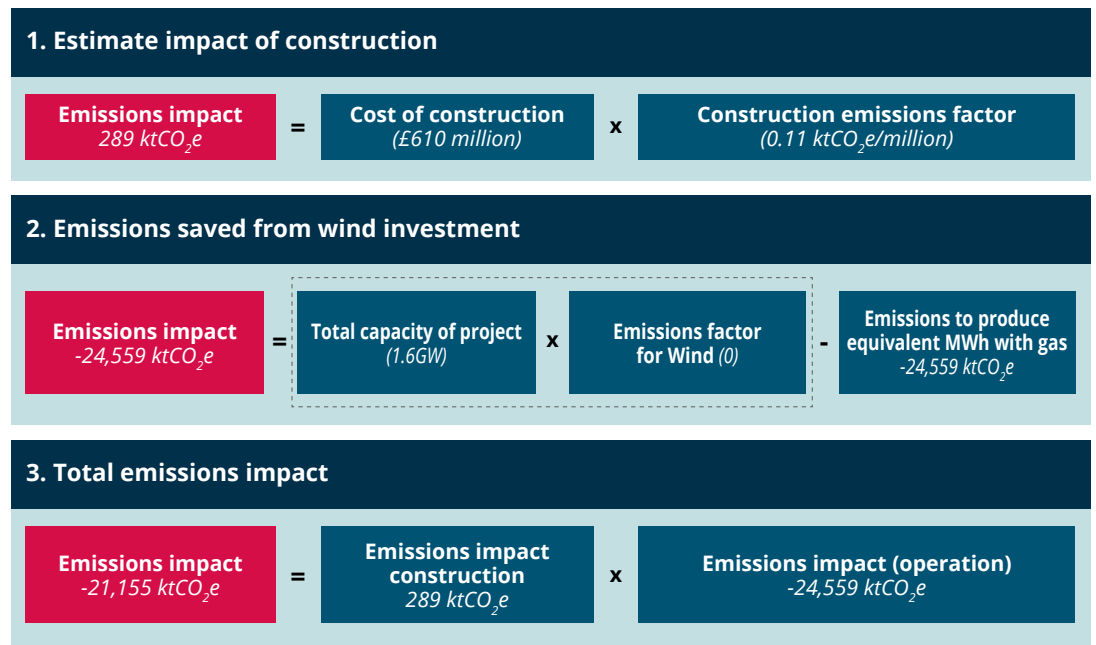 1. Estimate impact of construction
Emissions impact
289 ktCO₂e
=
Cost of construction
(£610 million)
x
Construction emissions factor
(0.11 ktCO₂e/million)
2. Emissions saved from wind investment
Emissions impact
-24,559 ktCO₂e
=
Total capacity of project
(1.6GW)
x
Emissions factor
for Wind (0)
-
Emissions to produce
equivalent MWh with gas
-24,559 ktCO₂e
3. Total emissions impact
Emissions impact
-21,155 ktCO₂e
=
Emissions impact
construction
289 ktCO₂e
x
Emissions impact (operation)
-24,559 ktCO₂e